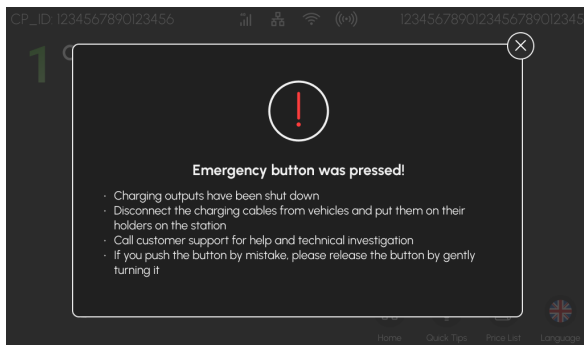 CP_ID 1234567890123456
123456789012345678901234
1
Emergency button was pressed!
· Charging outputs have been shut down
· Disconnect the charging cables from vehicles and put them on their
holders on the station
· Call customer support for help and technical investigation
· If you push the button by mistake, please release the button by gently
turning it
Home
Quick Tips
Price List
Language